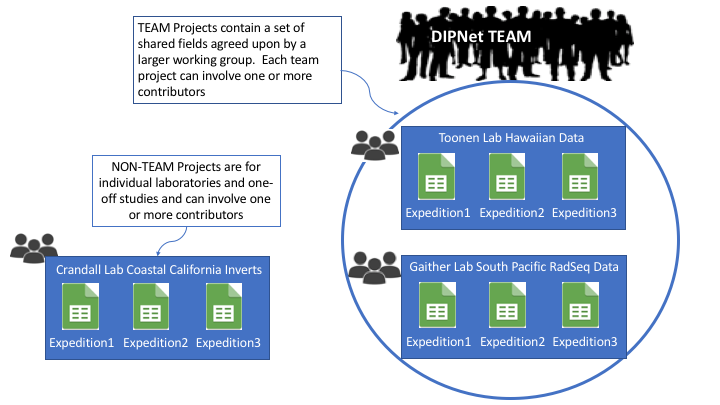 TEAM Projects contain a set of
shared fields agreed upon by a
larger working group.  Each team
project can involve one or more
contributors
DIPNet TEAM
Toonen Lab Hawaiian Data
Expedition1 Expedition2 Expedition3
NON-TEAM Projects are for
individual laboratories and one-
off studies and can involve one
or more contributors
Crandall Lab Coastal California Inverts
Expedition1 Expedition2 Expedition3
Gaither Lab South Pacific RadSeq Data
Expedition1 Expedition2 Expedition3